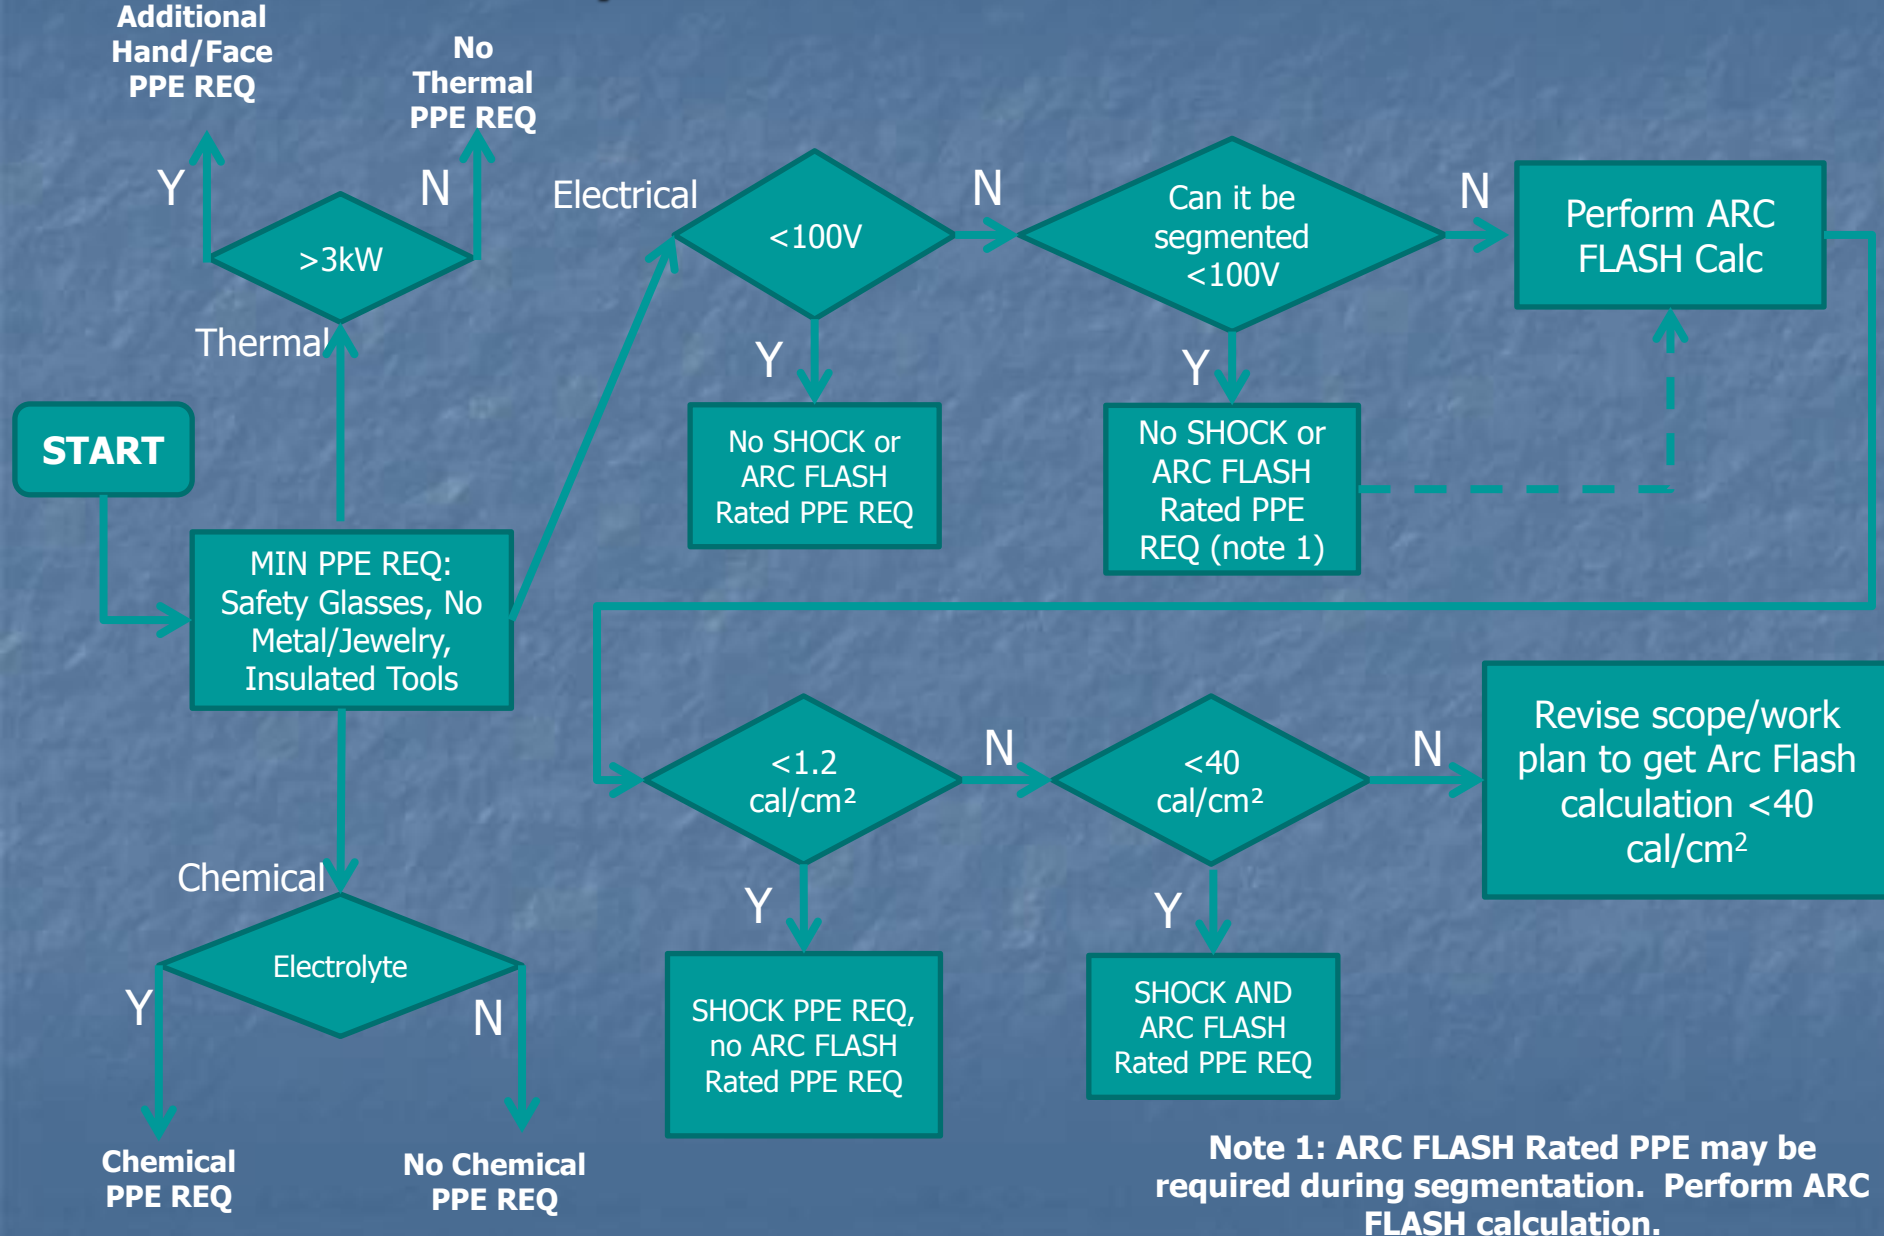 Additional
Hand/Face
PPE REQ
No
Thermal
PPE REQ
Y
N
>3kW
Thermal
Electrical
<100V
N
Can it be
segmented
<100V
N
Perform ARC
FLASH Calc
Y
No SHOCK or
ARC FLASH
Rated PPE REQ
Y
No SHOCK or
ARC FLASH
Rated PPE
REQ (note 1)
START
MIN PPE REQ:
Safety Glasses, No
Metal/Jewelry,
Insulated Tools
<1.2
cal/cm²
N
<40
cal/cm²
N
Revise scope/work
plan to get Arc Flash
calculation <40
cal/cm²
Chemical
Electrolyte
Y
N
Chemical
PPE REQ
No Chemical
PPE REQ
Y
SHOCK PPE REQ,
no ARC FLASH
Rated PPE REQ
Y
SHOCK AND
ARC FLASH
Rated PPE REQ
Note 1: ARC FLASH Rated PPE may be
required during segmentation.  Perform ARC
FLASH calculation.